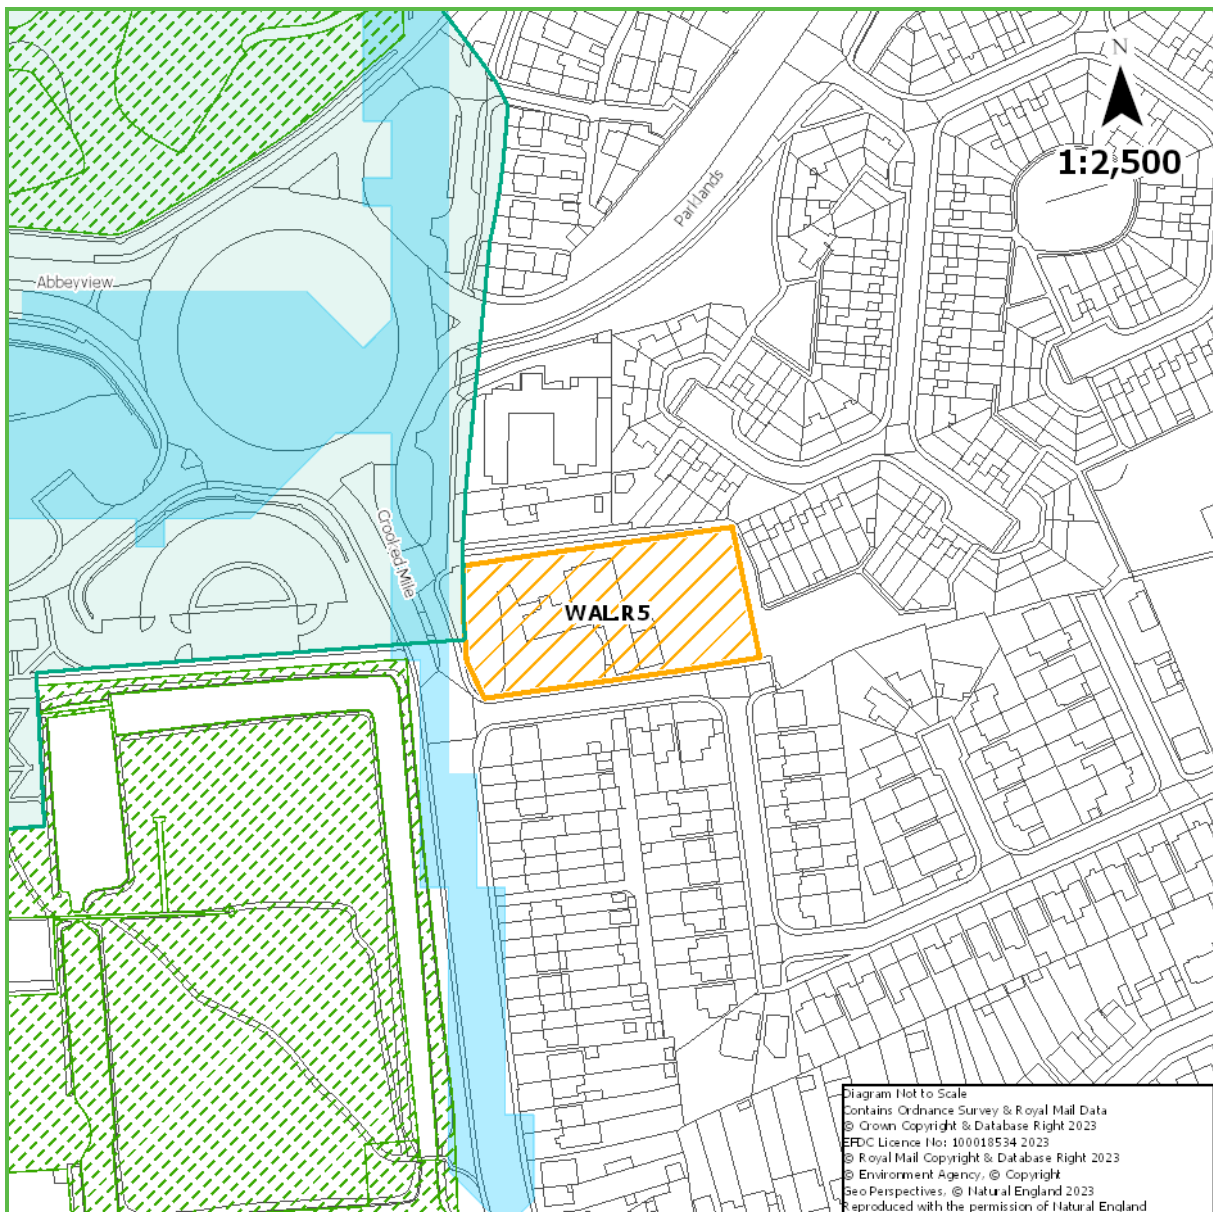 N
1:2,500
Parklands
Abbeyview
Crooked Mile
WAL.R5
Diagram Not to Scale
Contains Ordnance Survey & Royal Mail Data
© Crown Copyright & Database Right 2023
EFDC Licence No: 100018534 2023
© Royal Mail Copyright & Database Right 2023
© Environment Agency, © Copyright
Geo Perspectives, © Natural England 2023
Reproduced with the permission of Natural England